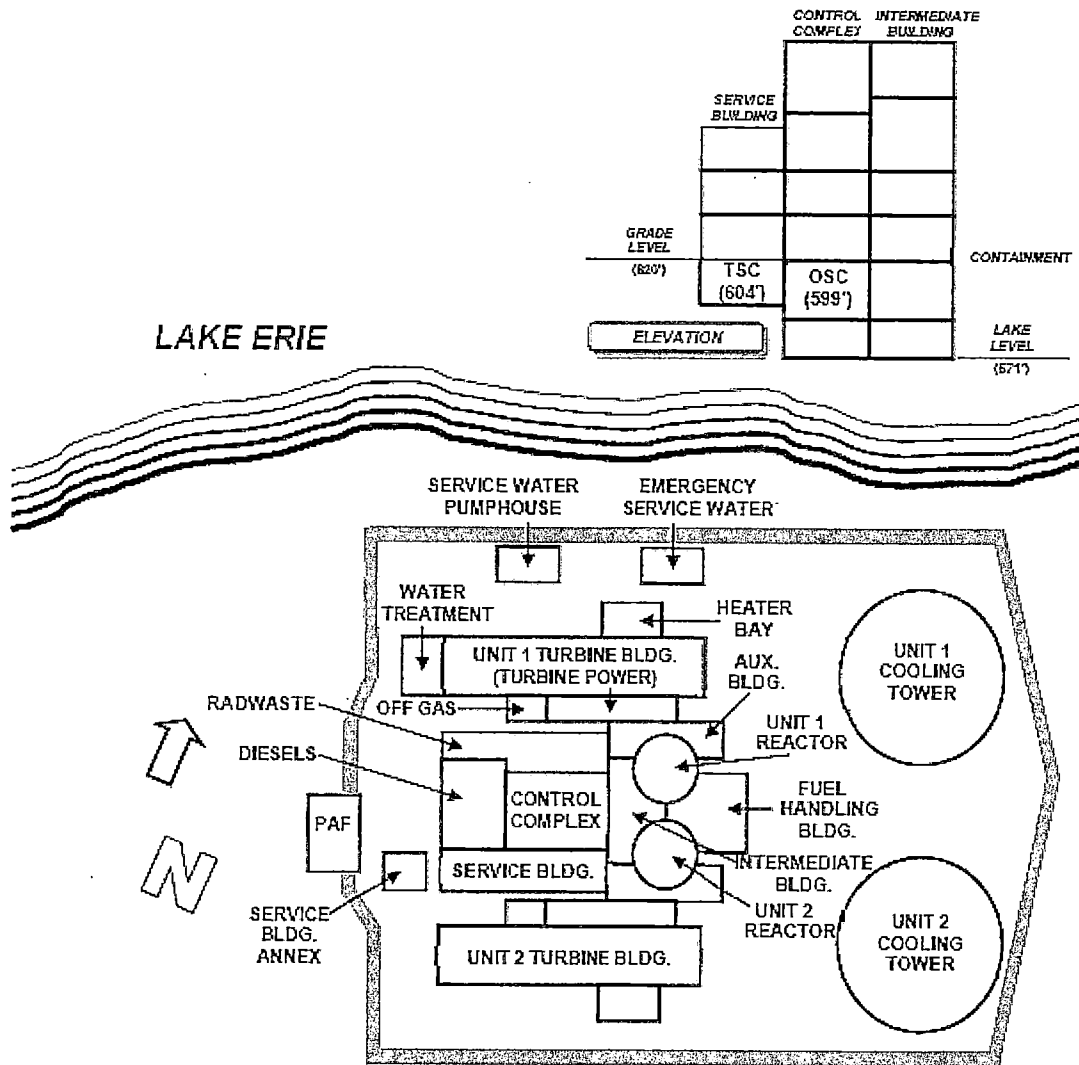 CONTROL
COMPLEX
INTERMEDIATE
BUILDING
SERVICE
BUILDING
GRADE
LEVEL
(620')
TSC
(604')
OSC
(599')
CONTAINMENT
ELEVATION
LAKE
LEVEL
(571')
LAKE ERIE
SERVICE WATER
PUMPHOUSE
EMERGENCY
SERVICE WATER
WATER
TREATMENT
HEATER
BAY
UNIT 1 TURBINE BLDG.
(TURBINE POWER)
AUX.
BLDG.
UNIT 1
COOLING
TOWER
RADWASTE
OFF GAS
UNIT 1
REACTOR
DIESELS
CONTROL
COMPLEX
FUEL
HANDLING
BLDG.
PAF
SERVICE BLDG.
INTERMEDIATE
BLDG.
N
SERVICE
BLDG.
ANNEX
UNIT 2
REACTOR
UNIT 2 TURBINE BLDG.
UNIT 2
COOLING
TOWER